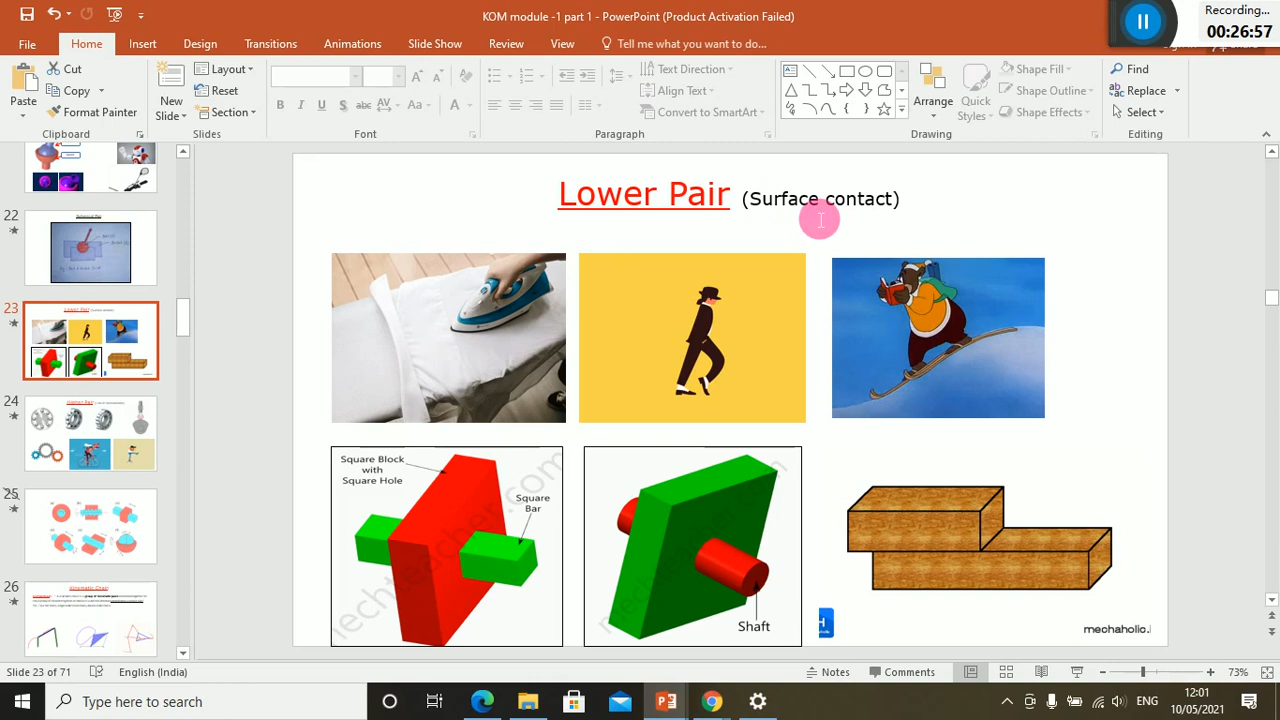 KOM module -1 part 1 - PowerPoint (Product Activation Failed)
Recording...
00:26:57
File Home Insert Design Transitions Animations Slide Show Review View Tell me what you want to do...
Paste
Cut
Copy
Format Painter
Clipboard
New
Slide
Layout
Reset
Section
Slides
B I U S abc AV Aa A
Font
Text Direction
Align Text
Convert to SmartArt
Paragraph
Arrange
Quick
Styles
Shape Fill
Shape Outline
Shape Effects
Drawing
Find
Replace
Select
Editing
22
23
24
25
26
Lower Pair (Surface contact)
Square Block
with
Square Hole
Square
Bar
Shaft
mechaholic.i
Slide 23 of 71 English (India) Notes Comments 73%
Type here to search
ENG
12:01
10/05/2021